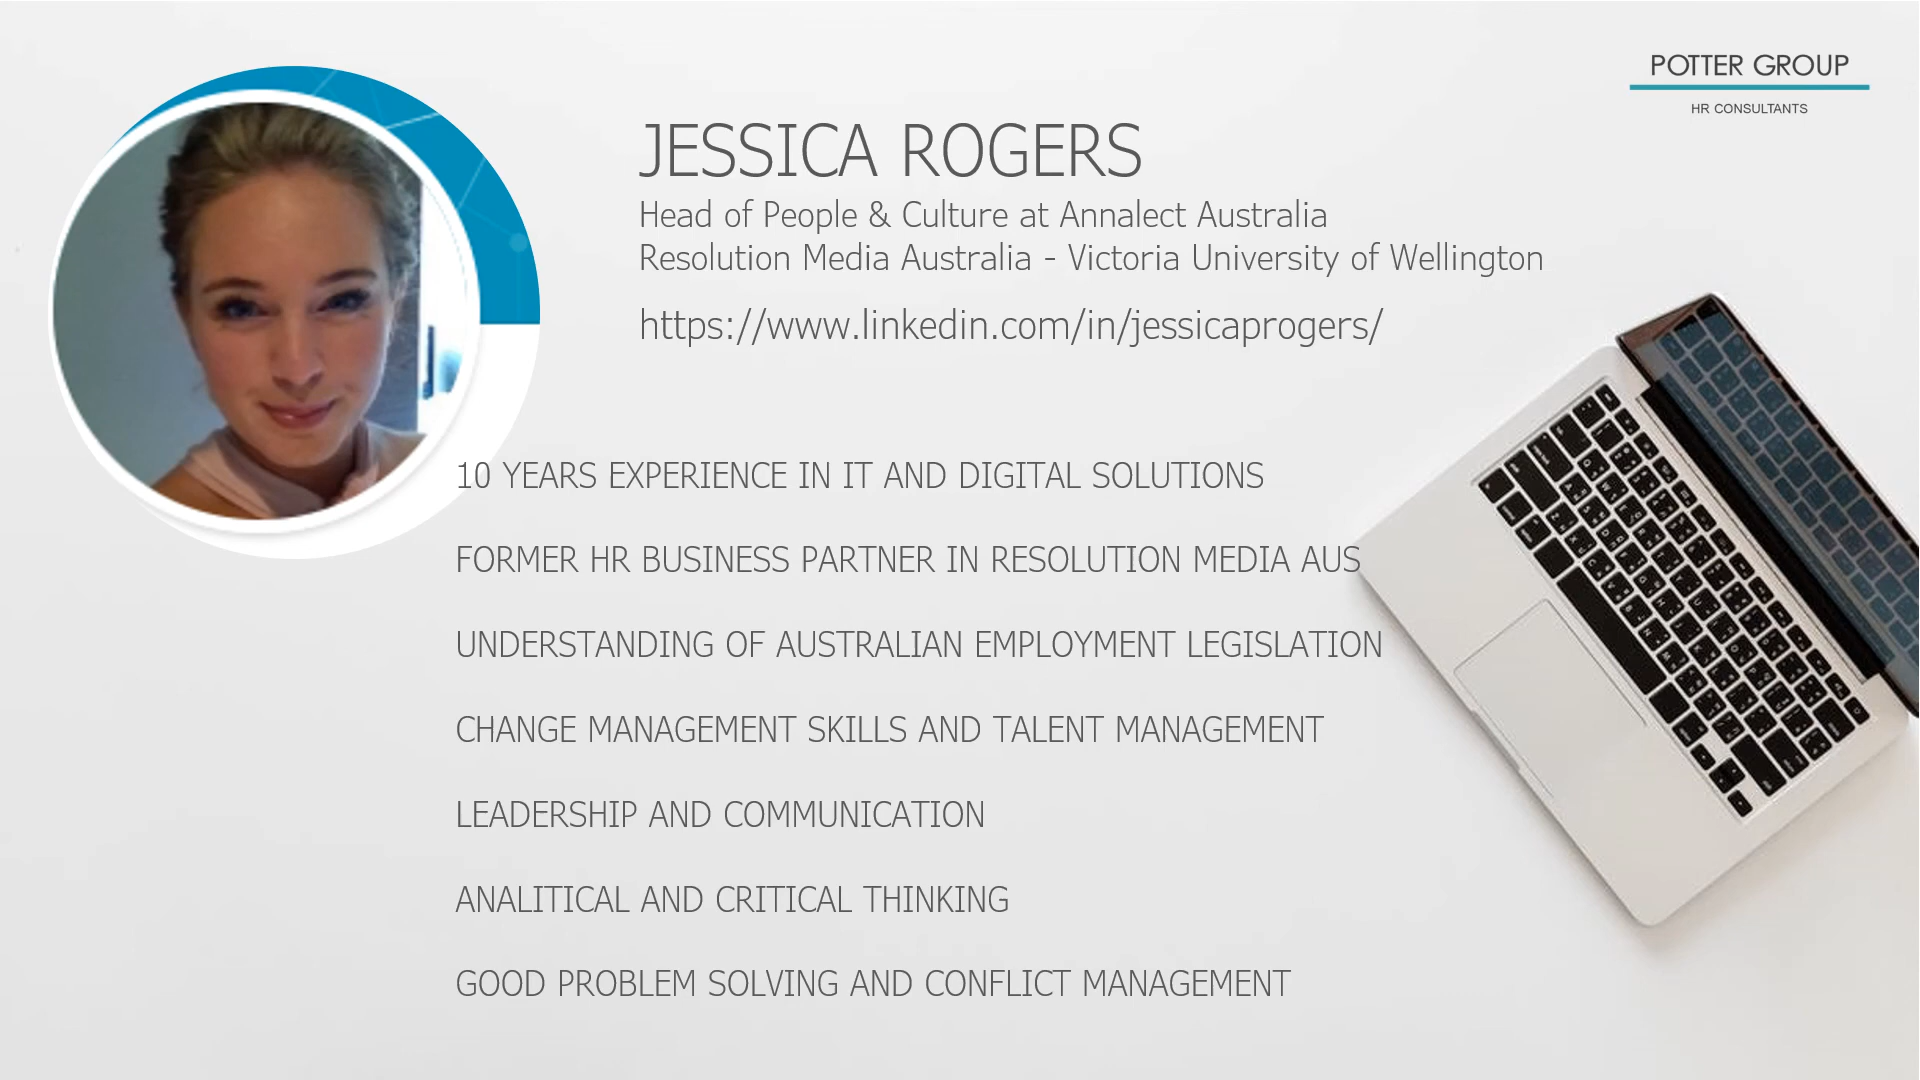 POTTER GROUP
HR CONSULTANTS
JESSICA ROGERS
Head of People & Culture at Annalect Australia
Resolution Media Australia - Victoria University of Wellington
https://www.linkedin.com/in/jessicaprogers/
10 YEARS EXPERIENCE IN IT AND DIGITAL SOLUTIONS
FORMER HR BUSINESS PARTNER IN RESOLUTION MEDIA AUS
UNDERSTANDING OF AUSTRALIAN EMPLOYMENT LEGISLATION
CHANGE MANAGEMENT SKILLS AND TALENT MANAGEMENT
LEADERSHIP AND COMMUNICATION
ANALITICAL AND CRITICAL THINKING
GOOD PROBLEM SOLVING AND CONFLICT MANAGEMENT